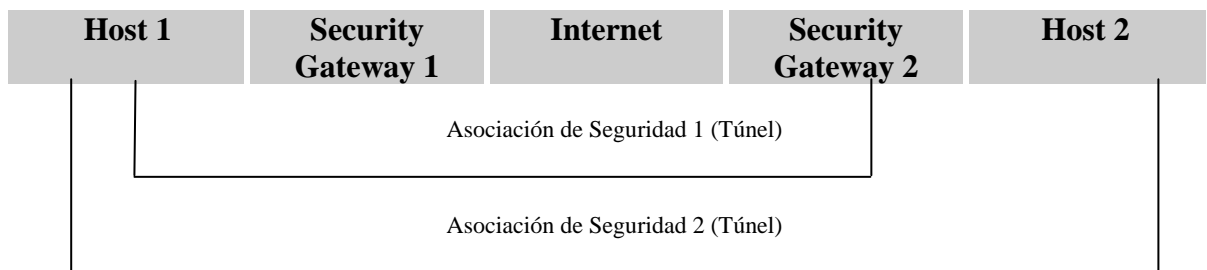 Host 1 Security Internet Security Host 2
Gateway 1 Gateway 2
Asociación de Seguridad 1 (Túnel)
Asociación de Seguridad 2 (Túnel)